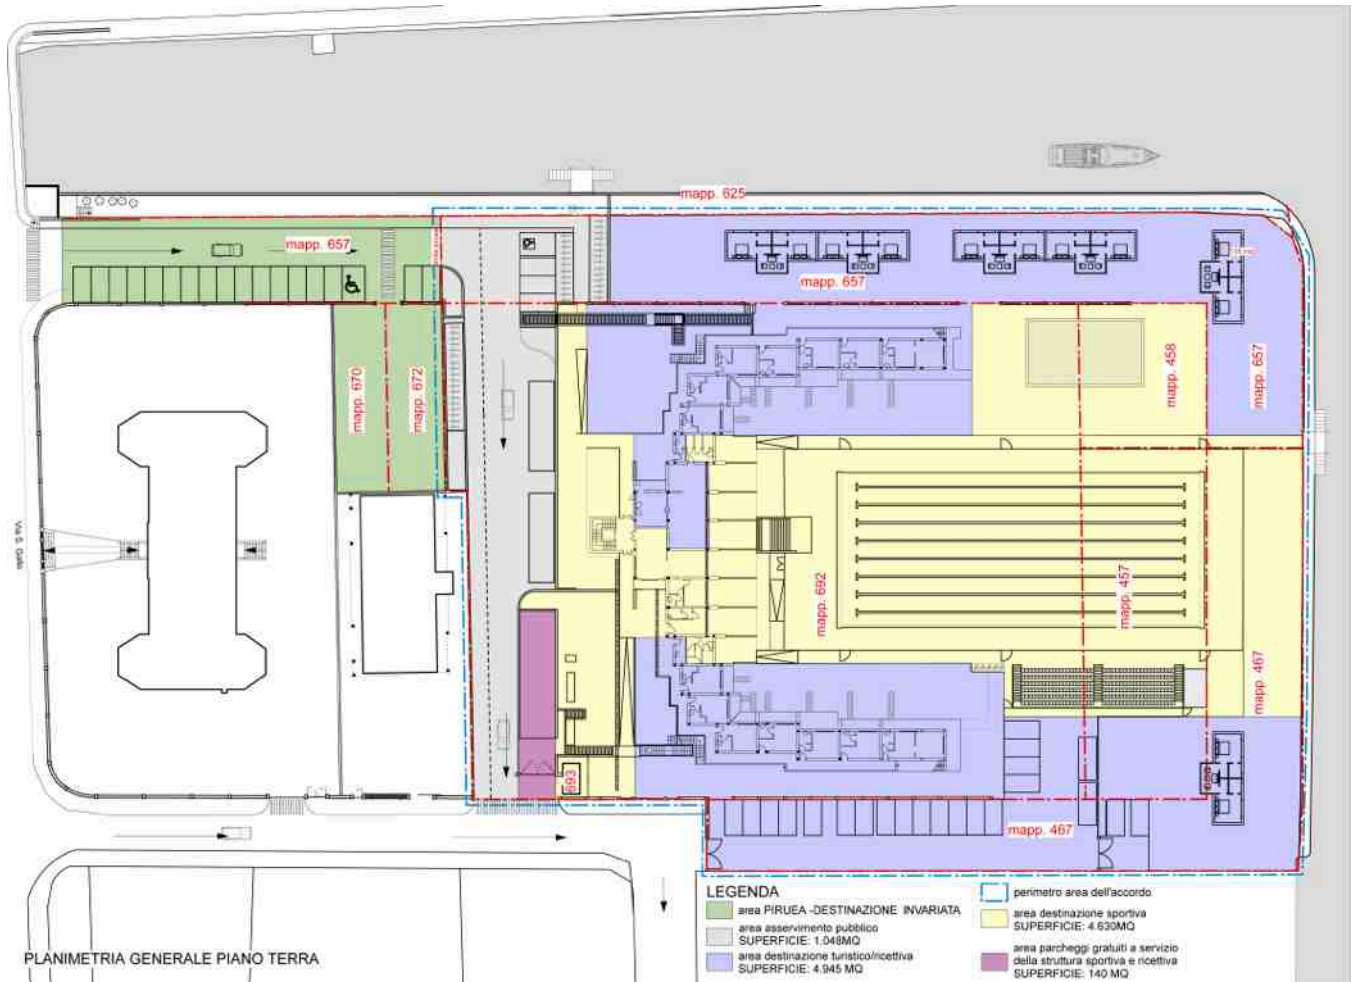 mapp. 625
mapp. 657
mapp. 657
mapp. 657
mapp. 458
mapp. 670
mapp. 672
mapp. 692
mapp. 457
mapp. 467
693
mapp. 467
LEGENDA
area PIRUEA -DESTINAZIONE INVARIATA
area asservimento pubblico
SUPERFICIE: 1.048MQ
area destinazione turistico/ricettiva
SUPERFICIE: 4.945 MQ
perimetro area dell'accordo
area destinazione sportiva
SUPERFICIE: 4.630MQ
area parcheggi gratuiti a servizio
della struttura sportiva e ricettiva
SUPERFICIE: 140 MQ
PLANIMETRIA GENERALE PIANO TERRA